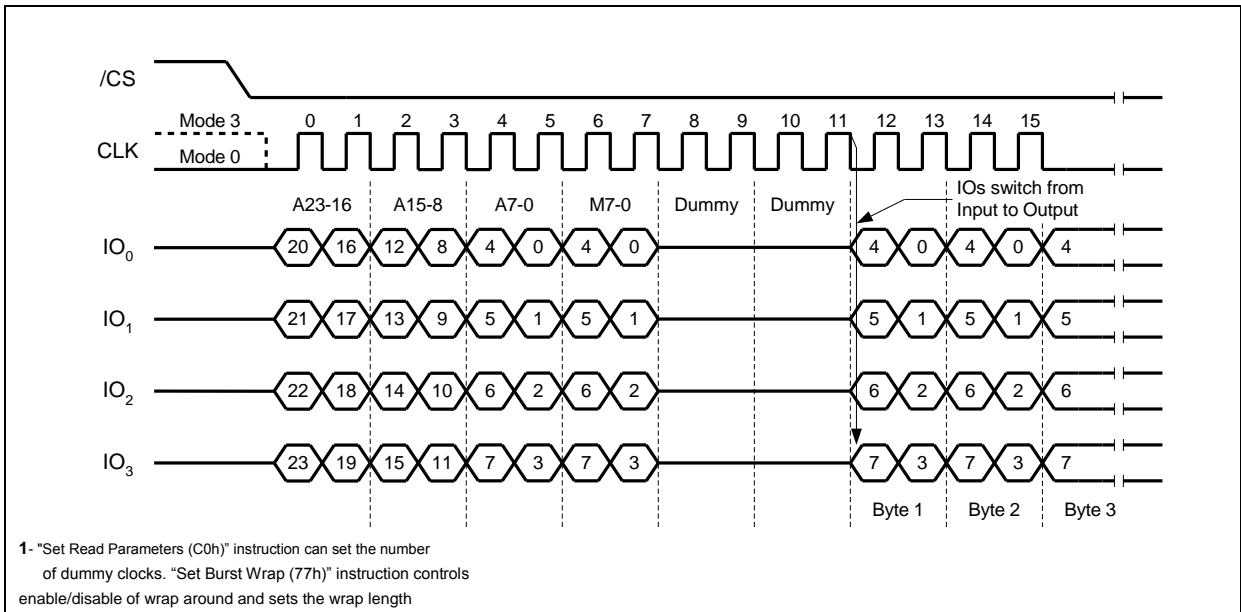 /CS
Mode 3 0 1 2 3 4 5 6 7 8 9 10 11 12 13 14 15
CLK
Mode 0
IOs switch from
Input to Output
A23-16 A15-8 A7-0 M7-0 Dummy Dummy
IO0 20 16 12 8 4 0 4 0 4 0 4 0 4
IO1 21 17 13 9 5 1 5 1 5 1 5 1 5
IO2 22 18 14 10 6 2 6 2 6 2 6 2 6
IO3 23 19 15 11 7 3 7 3 7 3 7 3 7
Byte 1 Byte 2 Byte 3
1- "Set Read Parameters (C0h)" instruction can set the number
of dummy clocks. “Set Burst Wrap (77h)” instruction controls
enable/disable of wrap around and sets the wrap length